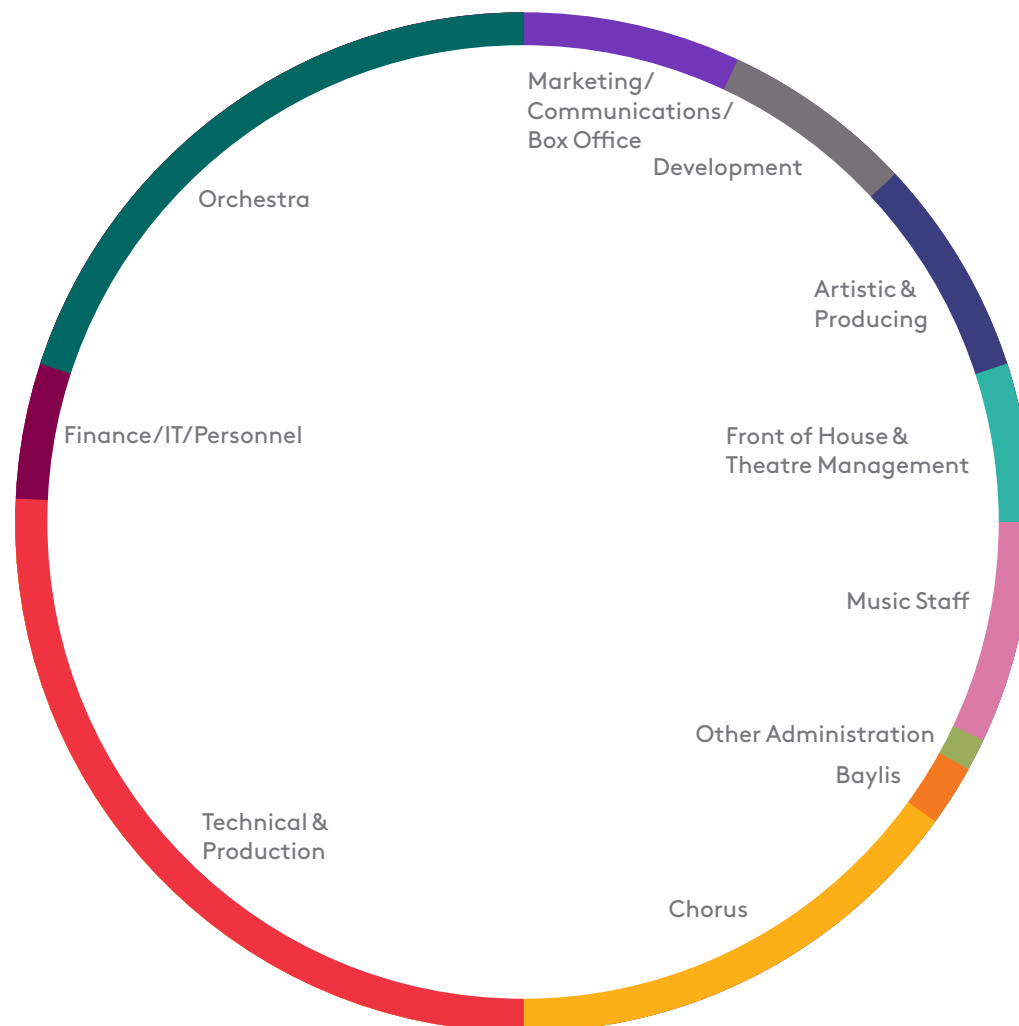 Marketing/
Communications/
Box Office
Development
Orchestra
Artistic &
Producing
Front of House &
Theatre Management
Finance/IT/Personnel
Music Staff
Other Administration
Baylis
Technical &
Production
Chorus